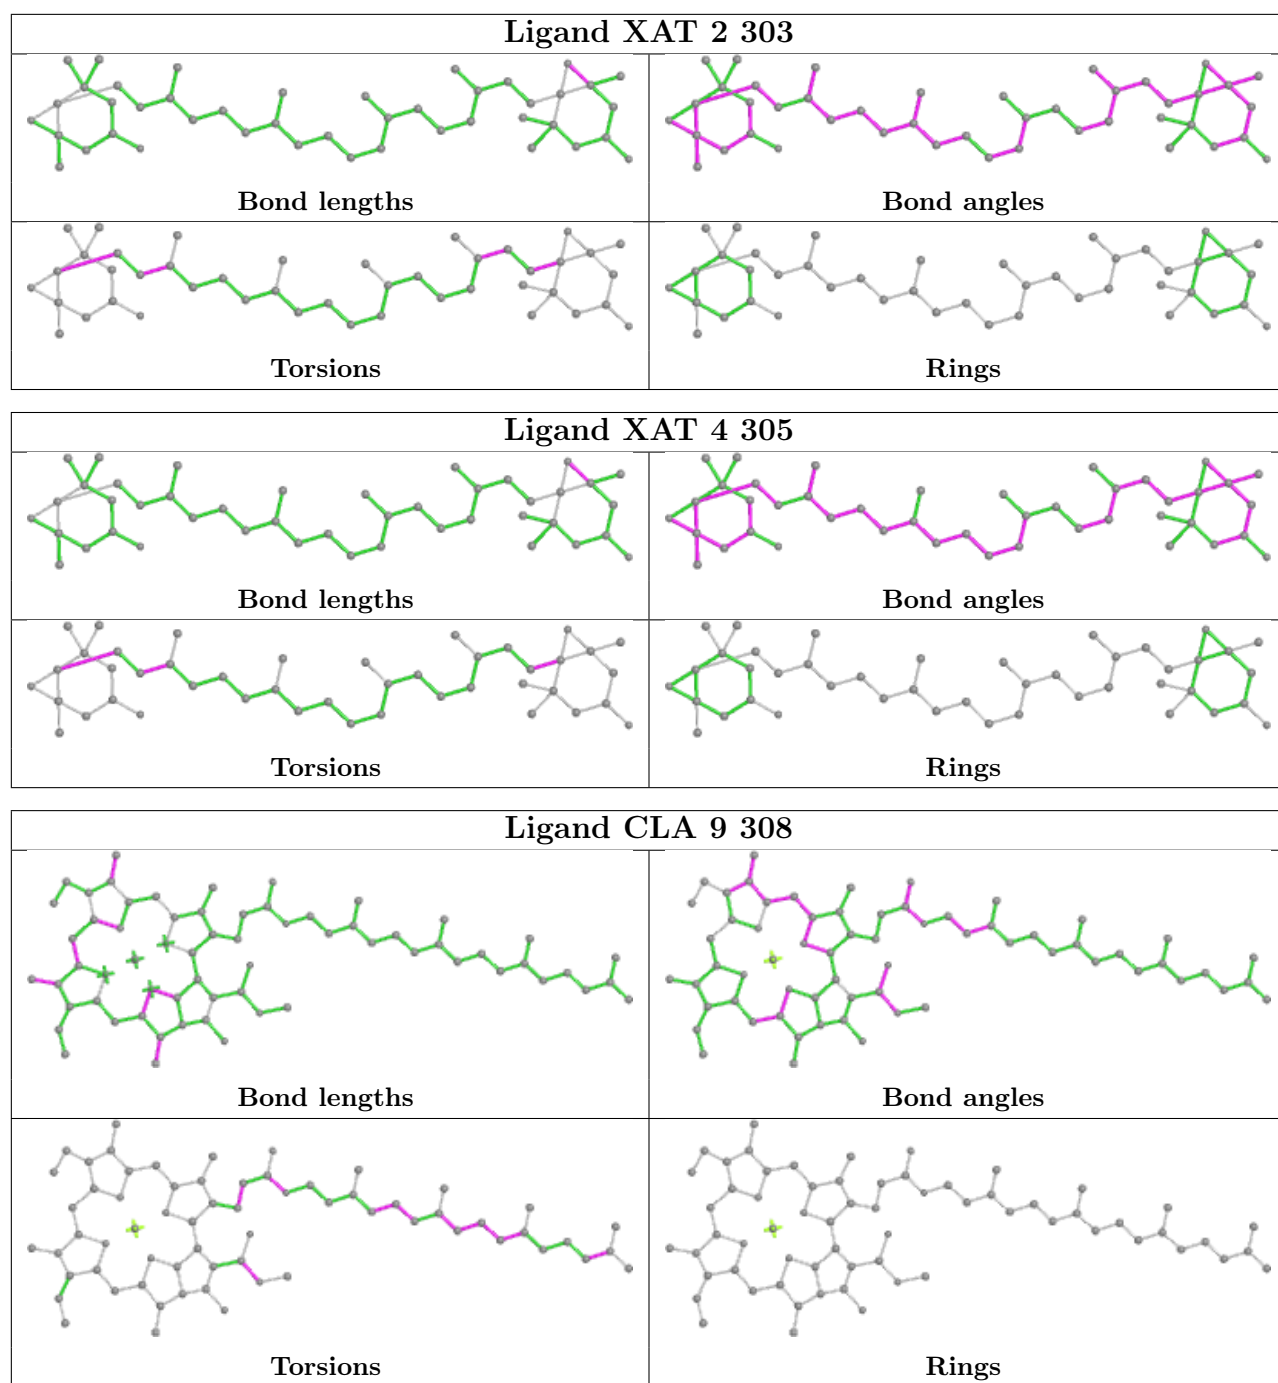 Ligand XAT 2 303
Bond lengths
Bond angles
Torsions
Rings
Ligand XAT 4 305
Bond lengths
Bond angles
Torsions
Rings
Ligand CLA 9 308
Bond lengths
Bond angles
Torsions
Rings